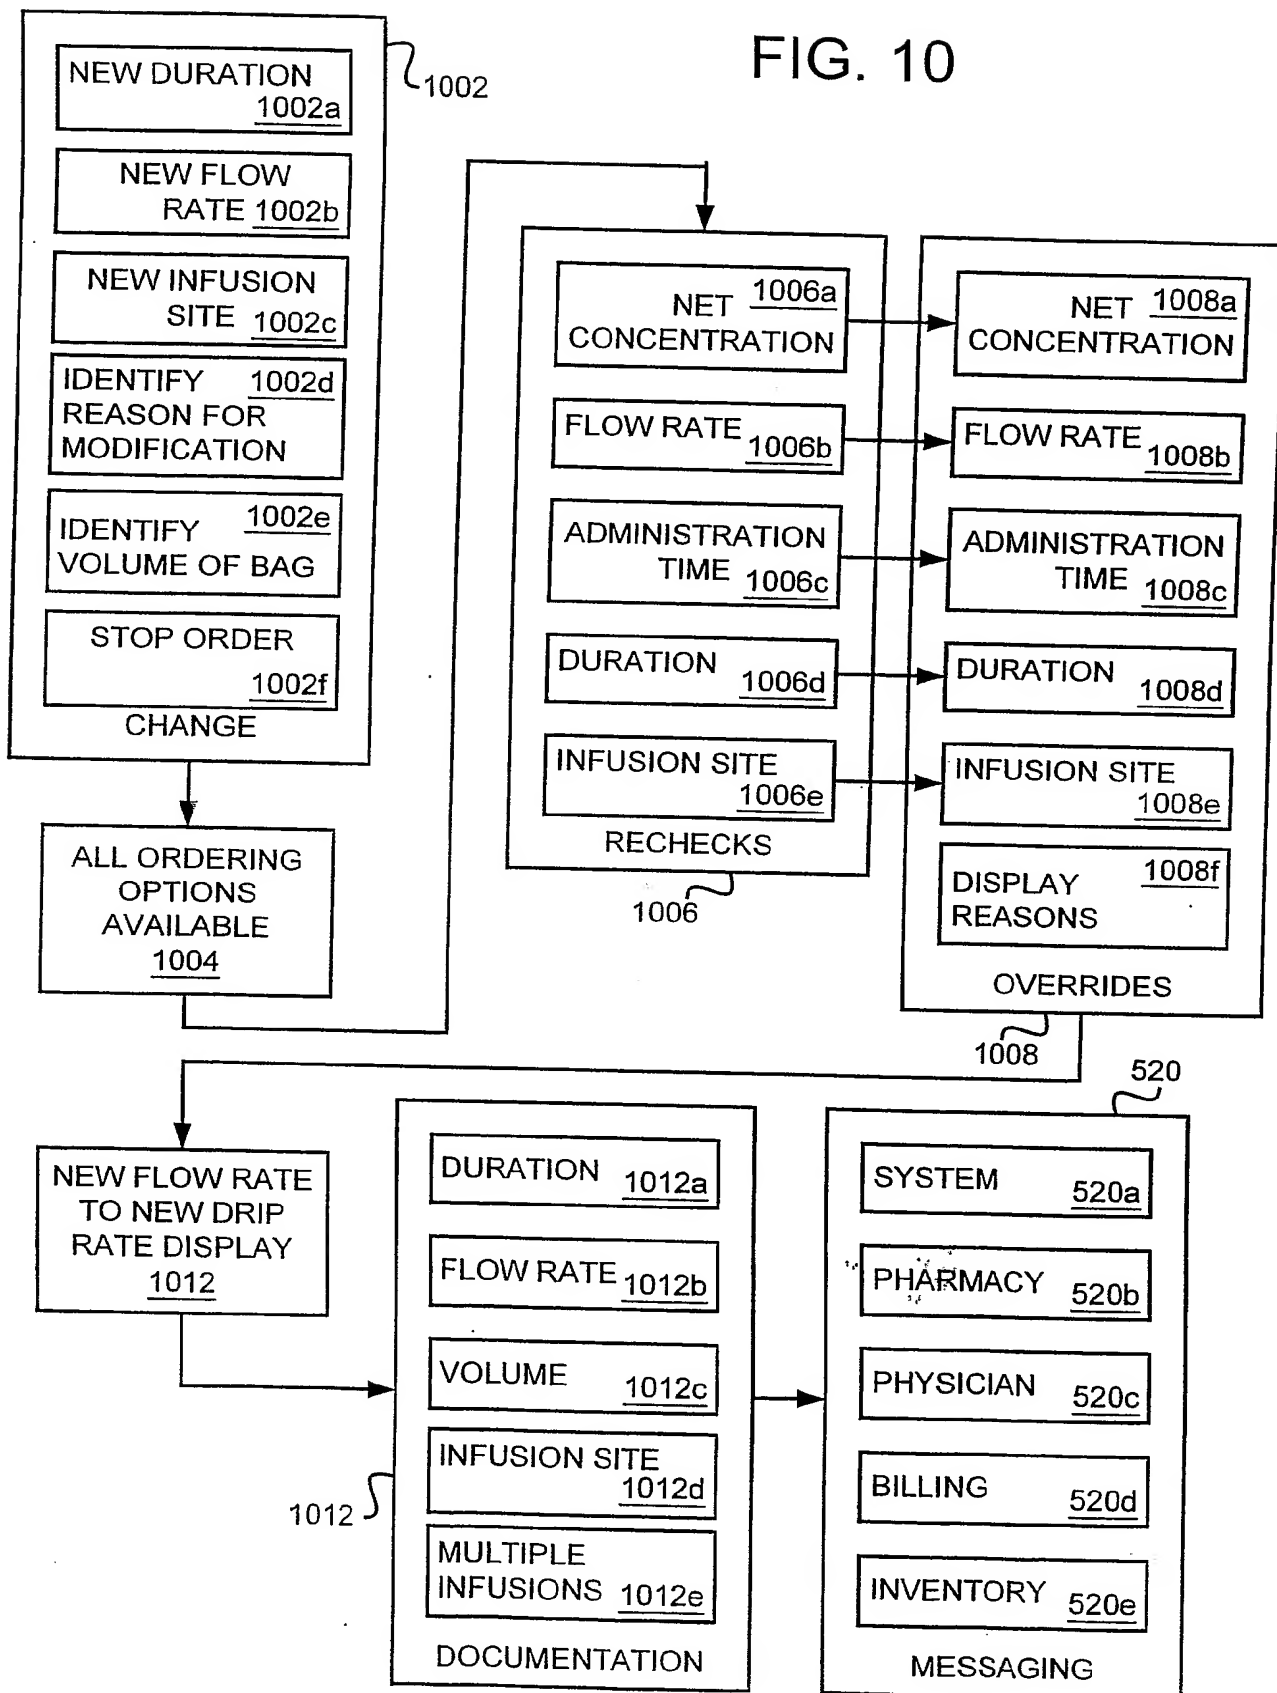 FIG. 10
NEW DURATION
1002a
NEW FLOW
RATE 1002b
NEW INFUSION
SITE 1002c
IDENTIFY 1002d
REASON FOR
MODIFICATION
1002e
IDENTIFY
VOLUME OF BAG
STOP ORDER
1002f
CHANGE
1002
ALL ORDERING
OPTIONS
AVAILABLE
1004
1006a
NET
CONCENTRATION
FLOW RATE
1006b
ADMINISTRATION
TIME 1006c
DURATION
1006d
INFUSION SITE
1006e
RECHECKS
1006
1008a
NET
CONCENTRATION
FLOW RATE
1008b
ADMINISTRATION
TIME 1008c
DURATION
1008d
INFUSION SITE
1008e
1008f
DISPLAY
REASONS
OVERRIDES
1008
NEW FLOW RATE
TO NEW DRIP
RATE DISPLAY
1012
DURATION
1012a
FLOW RATE 1012b
VOLUME
1012c
INFUSION SITE
1012d
MULTIPLE
INFUSIONS 1012e
DOCUMENTATION
1012
520
SYSTEM
520a
PHARMACY
520b
PHYSICIAN
520c
BILLING
520d
INVENTORY
520e
MESSAGING